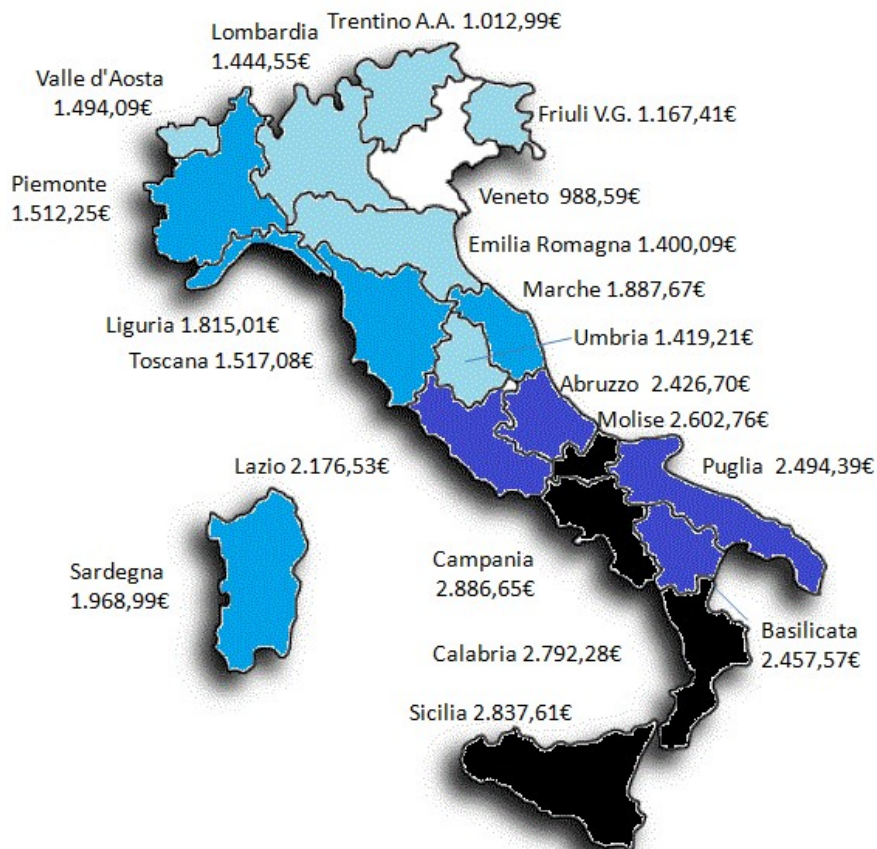 Trentino A.A. 1.012,99€
Lombardia
1.444,55€
Valle d'Aosta
1.494,09€
Friuli V.G. 1.167,41€
Piemonte
1.512,25€
Veneto 988,59€
Emilia Romagna 1.400,09€
Marche 1.887,67€
Liguria 1.815,01€
Umbria 1.419,21€
Toscana 1.517,08€
Abruzzo 2.426,70€
Molise 2.602,76€
Lazio 2.176,53€
Puglia 2.494,39€
Campania
2.886,65€
Sardegna
1.968,99€
Basilicata
2.457,57€
Calabria 2.792,28€
Sicilia 2.837,61€